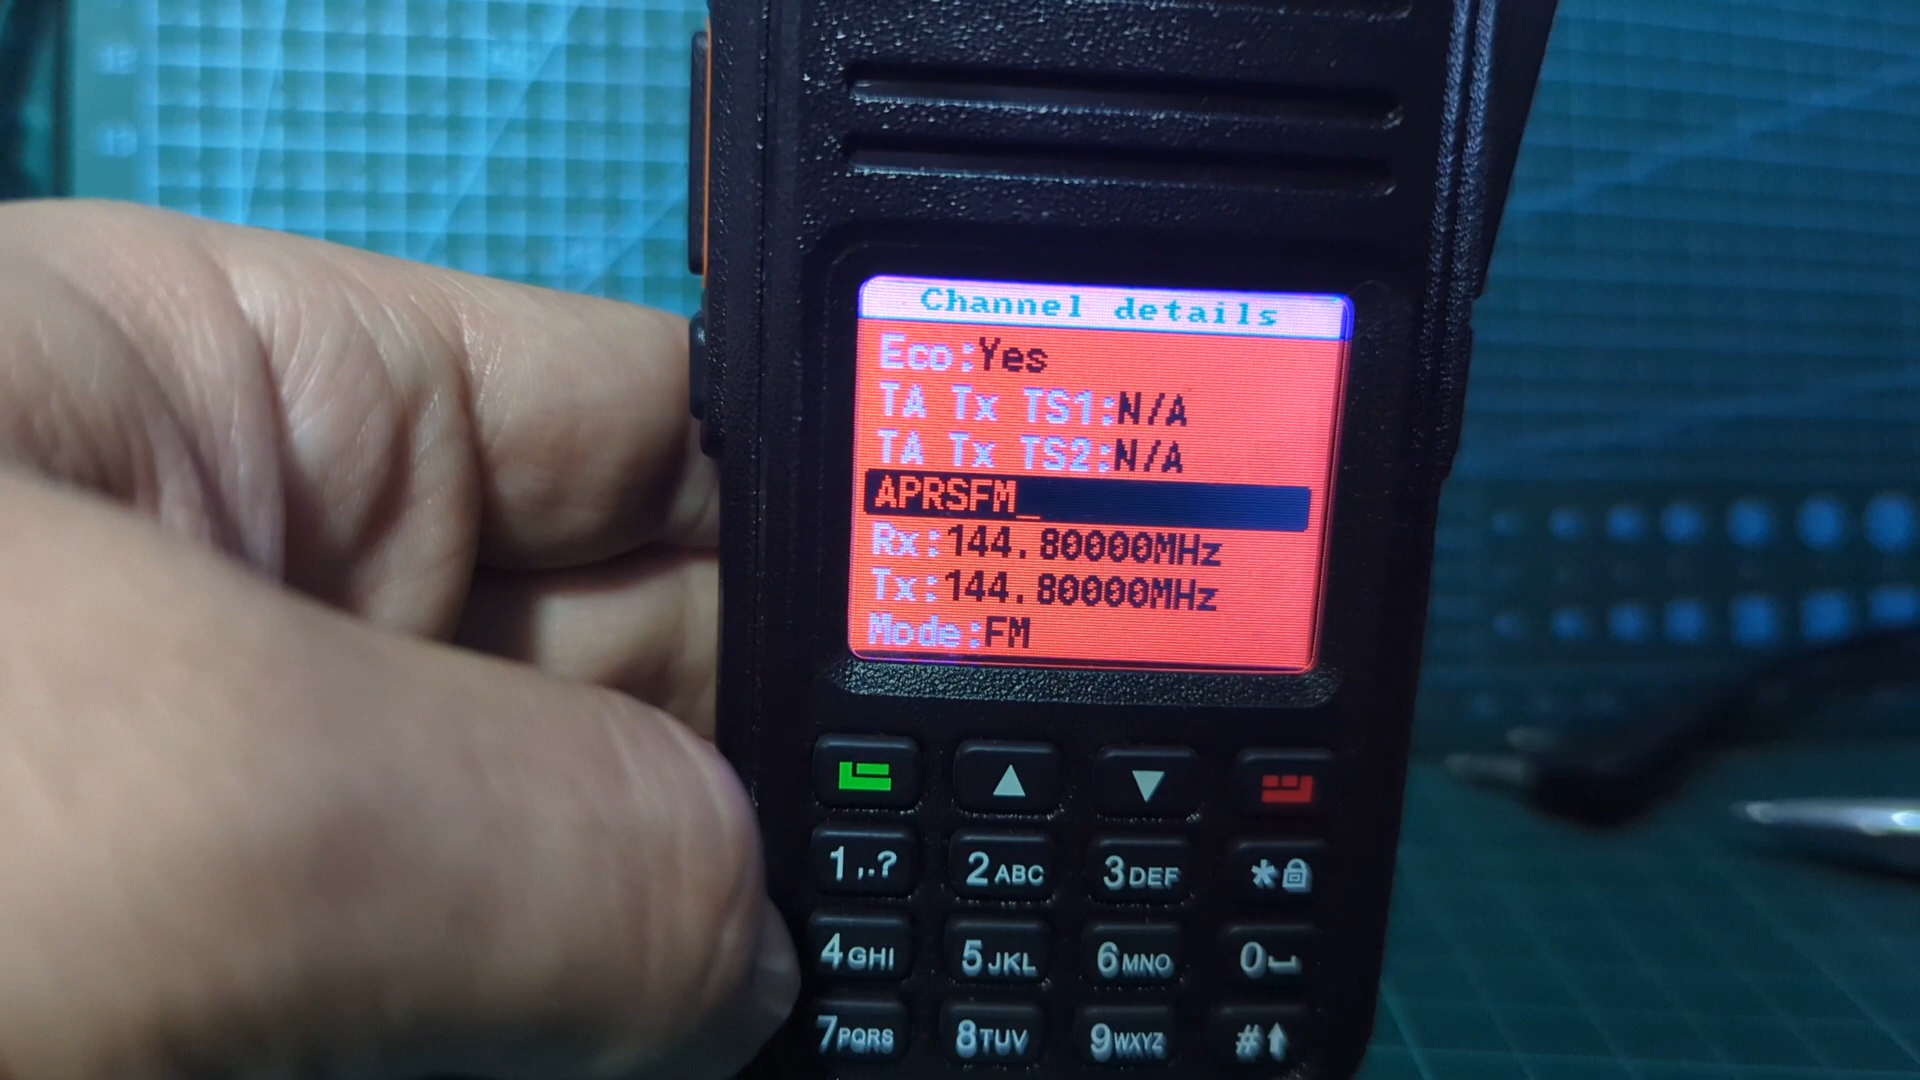 Channel details
Eco:Yes
TA Tx TS1:N/A
TA Tx TS2:N/A
APRSFM_
Rx:144.80000MHz
Tx:144.80000MHz
Mode:FM
1,.? 2ABC 3DEF *
4GHI 5JKL 6MNO 0
7PQRS 8TUV 9WXYZ #